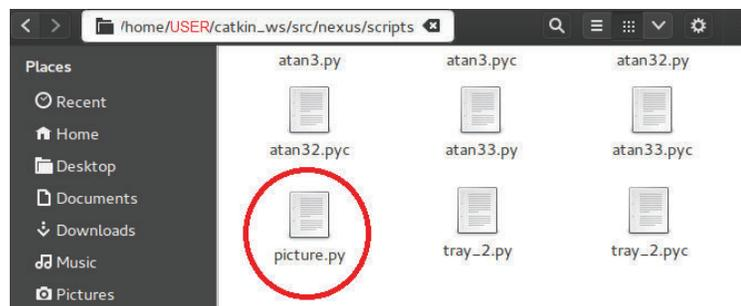 /home/USER/catkin_ws/src/nexus/scripts
Places
Recent
Home
Desktop
Documents
Downloads
Music
Pictures
atan3.py atan3.pyc atan32.py
atan32.pyc atan33.py atan33.pyc
picture.py tray_2.py tray_2.pyc